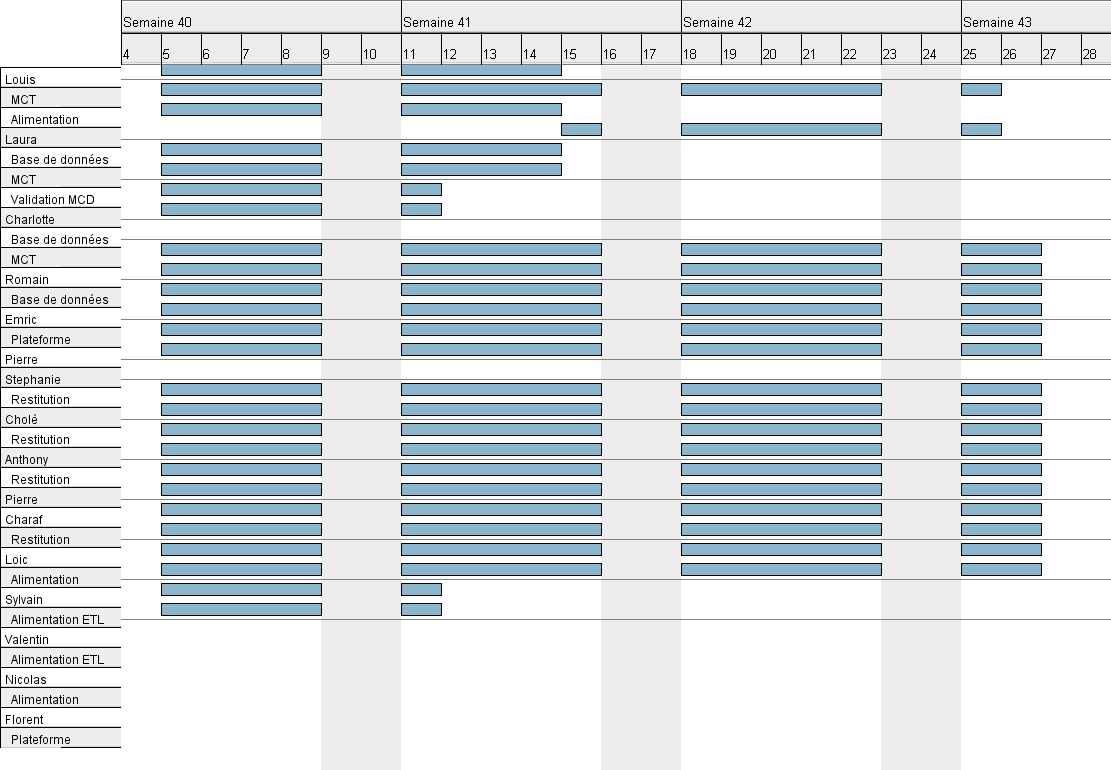 Semaine 40 Semaine 41 Semaine 42 Semaine 43
4 5 6 7 8 9 10 11 12 13 14 15 16 17 18 19 20 21 22 23 24 25 26 27 28
Louis
MCT
Alimentation
Laura
Base de données
MCT
Validation MCD
Charlotte
Base de données
MCT
Romain
Base de données
Emric
Plateforme
Pierre
Stephanie
Restitution
Cholé
Restitution
Anthony
Restitution
Pierre
Charaf
Restitution
Loic
Alimentation
Sylvain
Alimentation ETL
Valentin
Alimentation ETL
Nicolas
Alimentation
Florent
Plateforme